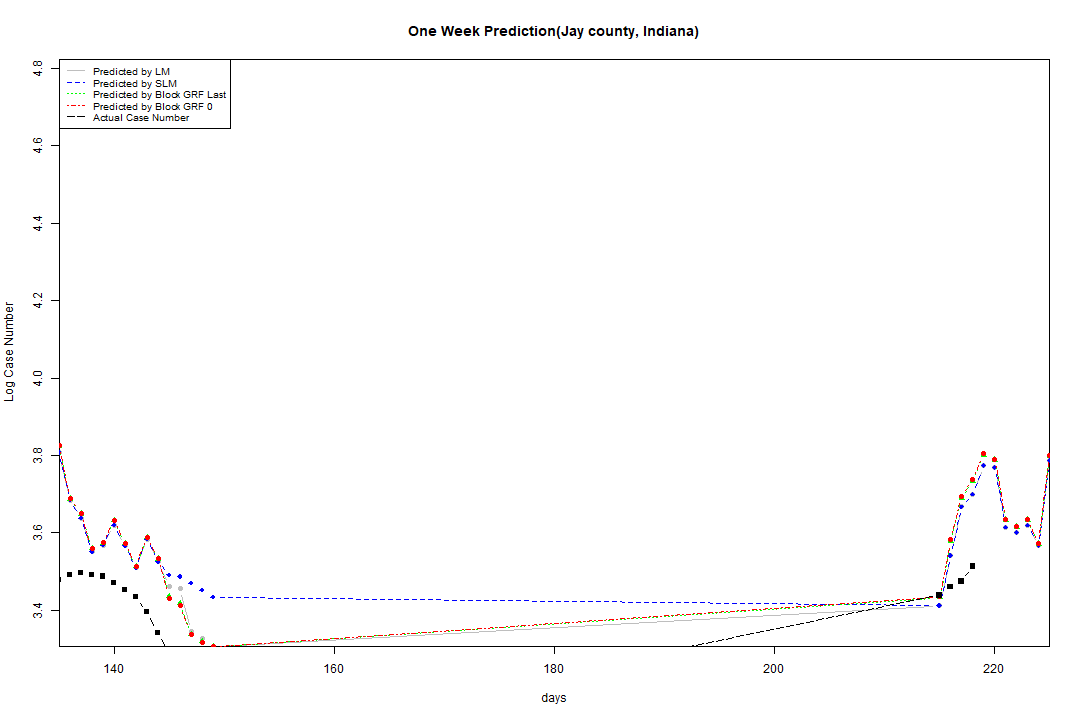 One Week Prediction(Jay county, Indiana)
Predicted by LM
Predicted by SLM
Predicted by Block GRF Last
Predicted by Block GRF 0
Actual Case Number
4.8
4.6
4.4
4.2
4.0
3.8
3.6
3.4
Log Case Number
140
160
180
200
220
days